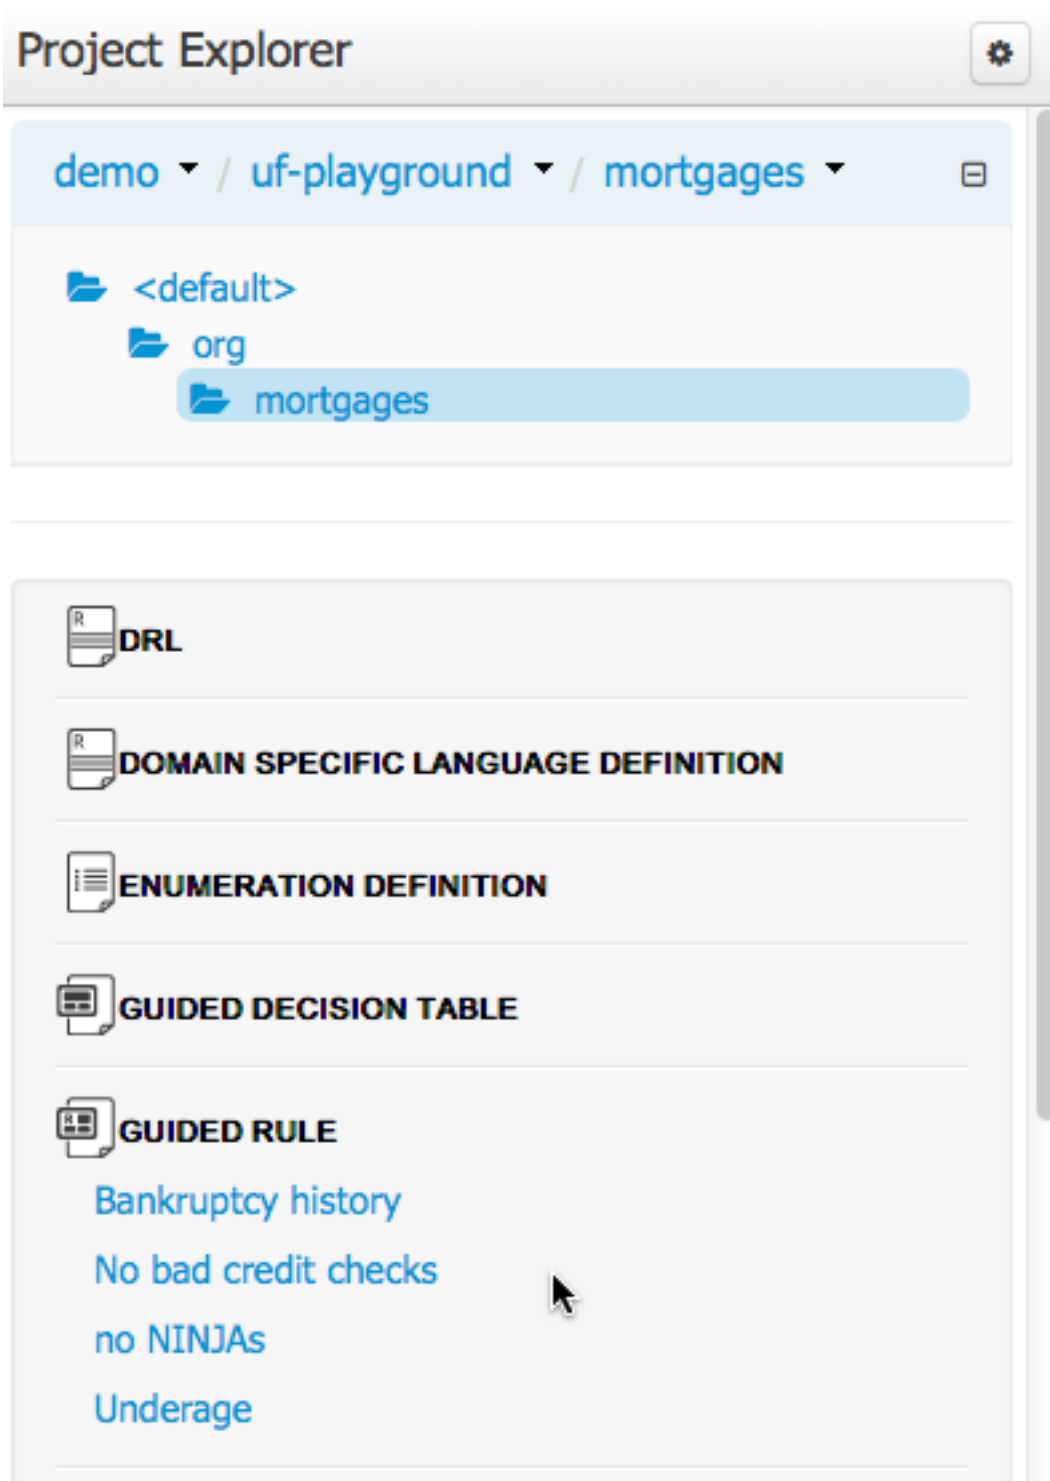 Project Explorer
demo / uf-playground / mortgages
<default>
org
mortgages
R
DRL
R
DOMAIN SPECIFIC LANGUAGE DEFINITION
ENUMERATION DEFINITION
GUIDED DECISION TABLE
R
GUIDED RULE
Bankruptcy history
No bad credit checks
no NINJAs
Underage